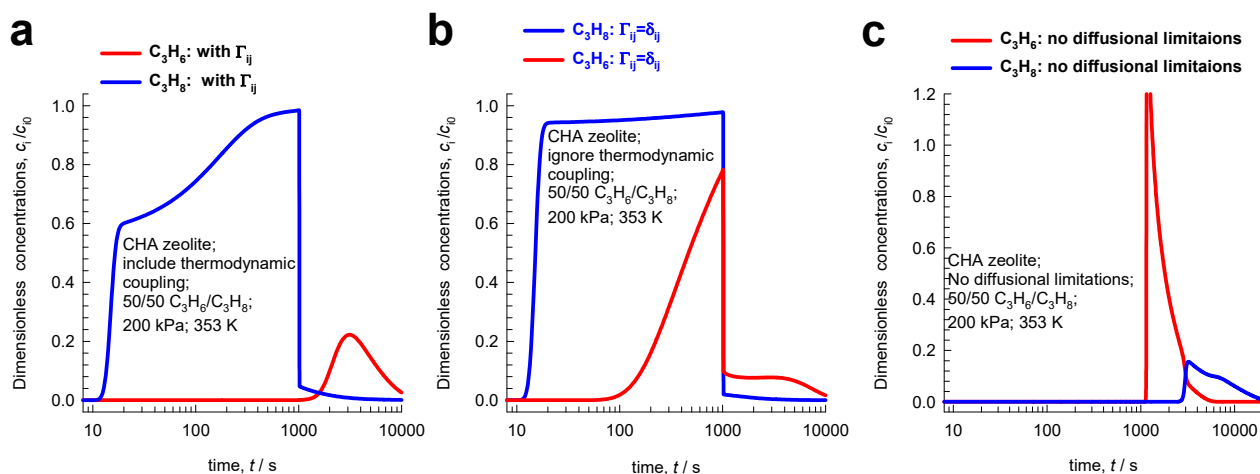 a
C₃H₆: with Γᵢⱼ
C₃H₈: with Γᵢⱼ
Dimensionless concentrations, cᵢ/cᵢ₀
1.0
0.8
0.6
0.4
0.2
0.0
CHA zeolite;
include thermodynamic
coupling;
50/50 C₃H₆/C₃H₈;
200 kPa; 353 K
10
100
1000
10000
time, t / s
b
C₃H₈: Γᵢⱼ=δᵢⱼ
C₃H₆: Γᵢⱼ=δᵢⱼ
Dimensionless concentrations, cᵢ/cᵢ₀
1.0
0.8
0.6
0.4
0.2
0.0
CHA zeolite;
ignore thermodynamic
coupling;
50/50 C₃H₆/C₃H₈;
200 kPa; 353 K
10
100
1000
10000
time, t / s
c
C₃H₆: no diffusional limitaions
C₃H₈: no diffusional limitaions
Dimensionless concentrations, cᵢ/cᵢ₀
1.2
1.0
0.8
0.6
0.4
0.2
0.0
CHA zeolite;
No diffusional limitations;
50/50 C₃H₆/C₃H₈;
200 kPa; 353 K
10
100
1000
10000
time, t / s